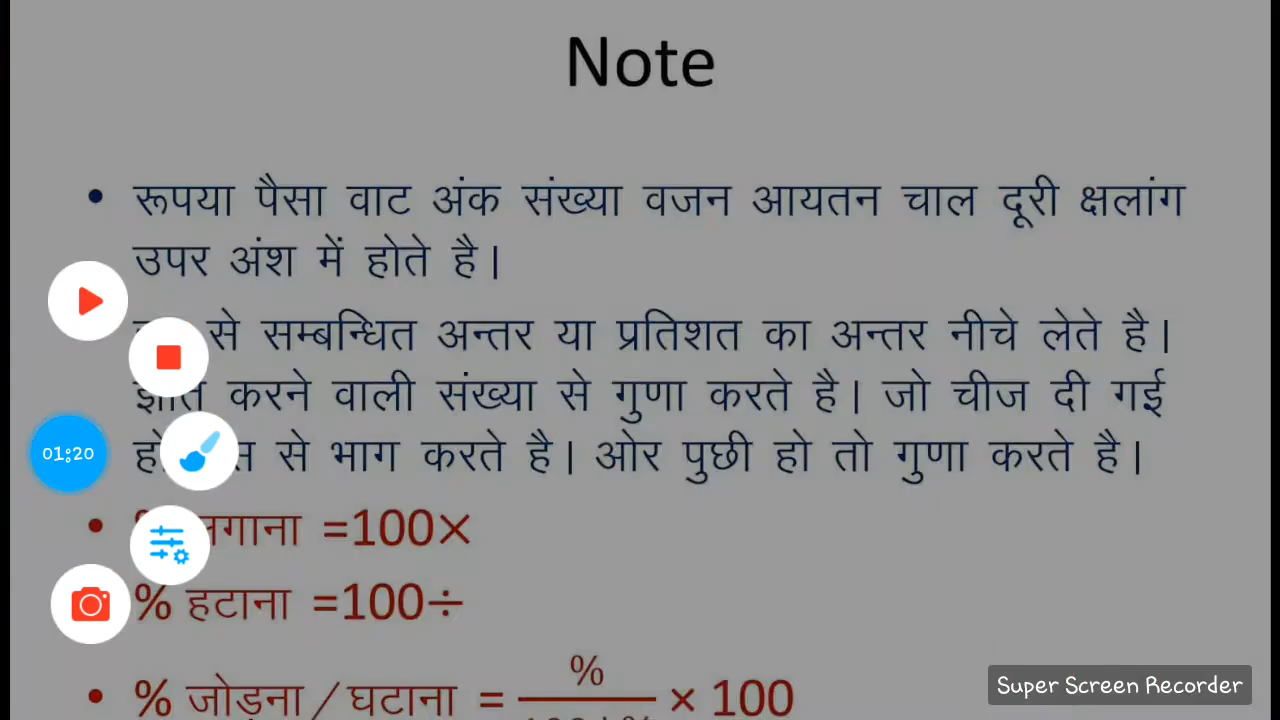 Note
• रूपया पैसा वाट अंक संख्या वजन आयतन चाल दूरी क्षलांग
उपर अंश में होते है।
से सम्बन्धित अन्तर या प्रतिशत का अन्तर नीचे लेते है।
ज्ञात करने वाली संख्या से गुणा करते है। जो चीज दी गई
से भाग करते है। ओर पुछी हो तो गुणा करते है।
01:20
• % लगाना =100×
% हटाना =100÷
• % जोड़ना/घटाना = % × 100
Super Screen Recorder